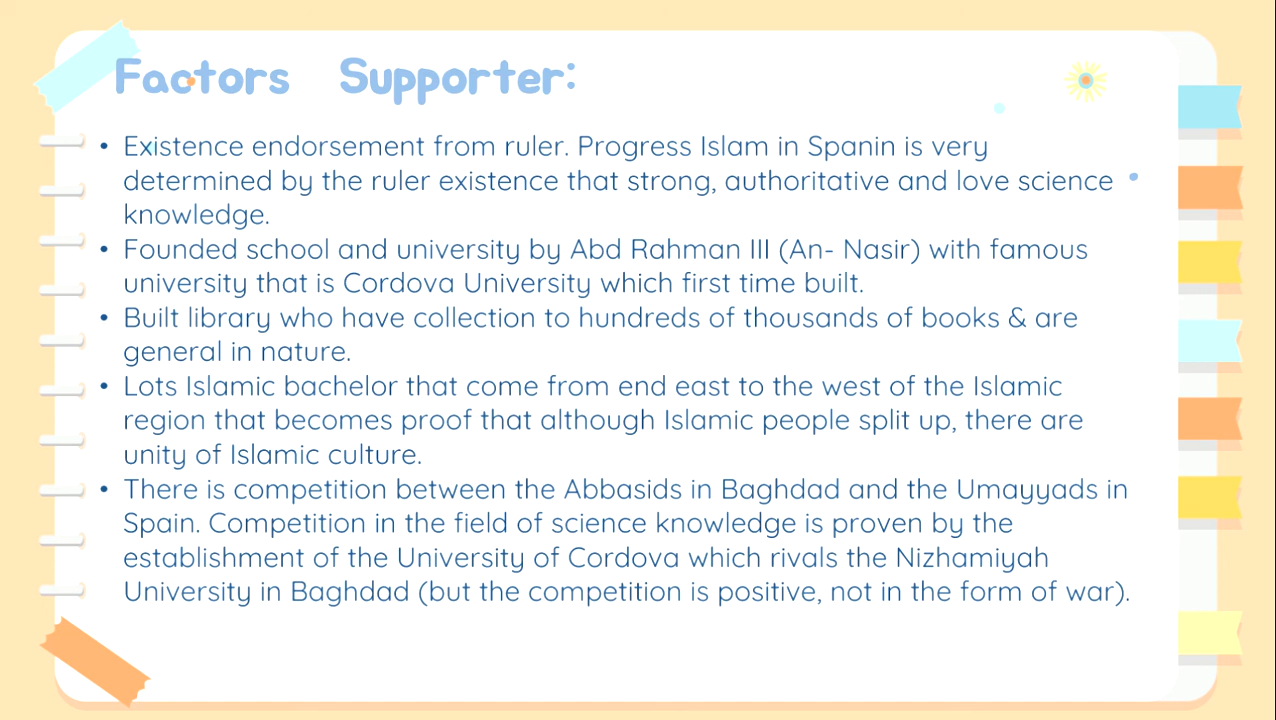 Factors Supporter:
• Existence endorsement from ruler. Progress Islam in Spanin is very
determined by the ruler existence that strong, authoritative and love science
knowledge.
• Founded school and university by Abd Rahman III (An- Nasir) with famous
university that is Cordova University which first time built.
• Built library who have collection to hundreds of thousands of books & are
general in nature.
• Lots Islamic bachelor that come from end east to the west of the Islamic
region that becomes proof that although Islamic people split up, there are
unity of Islamic culture.
• There is competition between the Abbasids in Baghdad and the Umayyads in
Spain. Competition in the field of science knowledge is proven by the
establishment of the University of Cordova which rivals the Nizhamiyah
University in Baghdad (but the competition is positive, not in the form of war).